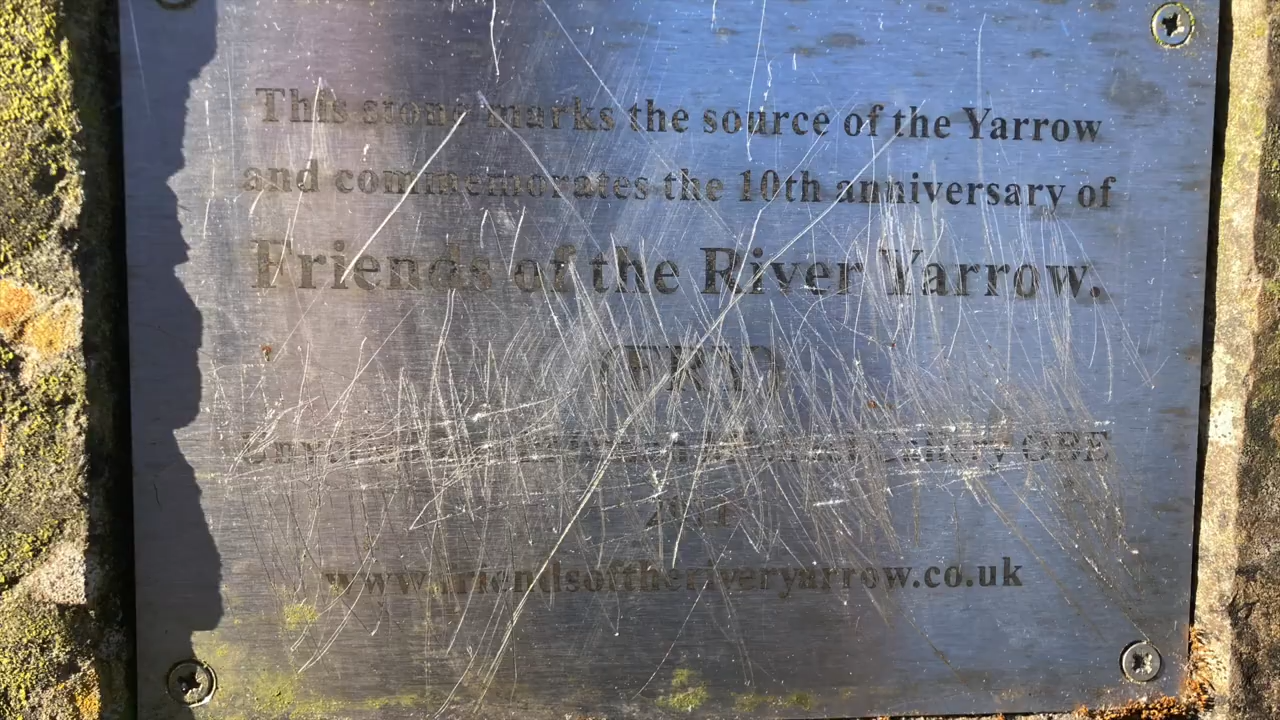 This stone marks the source of the Yarrow
and commemorates the 10th anniversary of
Friends of the River Yarrow.
(FRY)
OBE
www.friendsoftheriveryarrow.co.uk